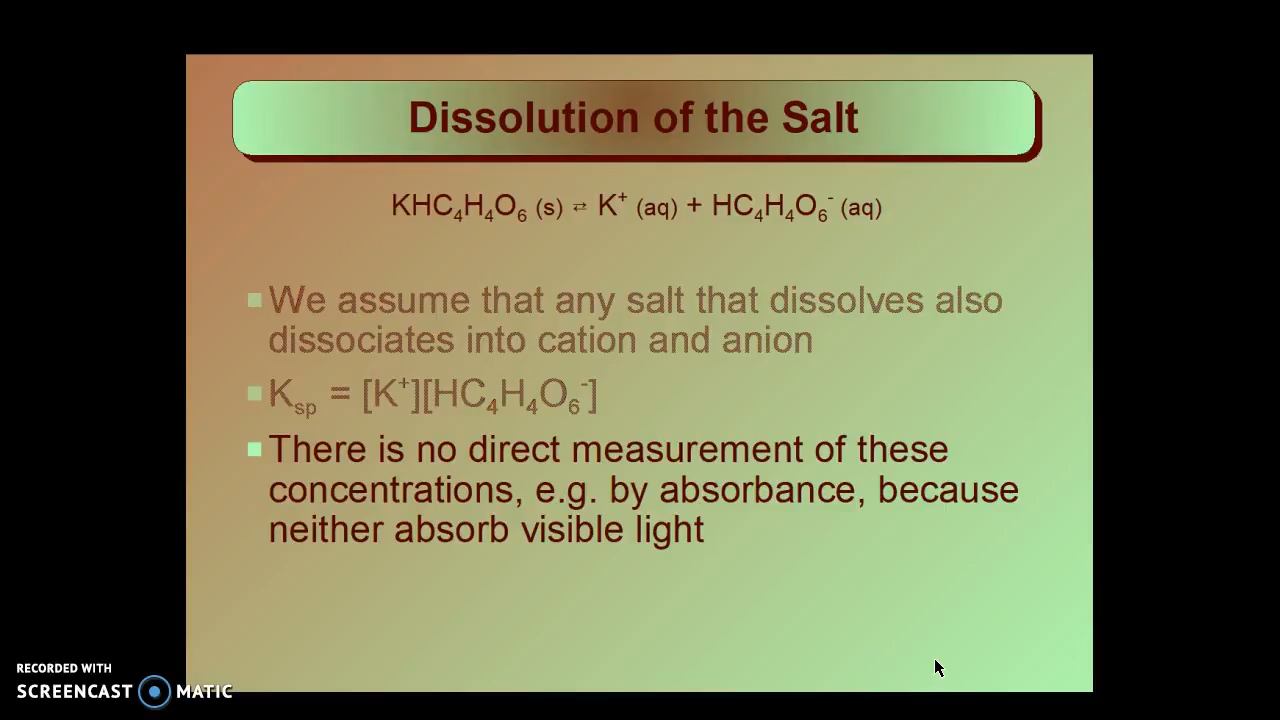 Dissolution of the Salt
KHC₄H₄O₆ (s) ⇄ K⁺ (aq) + HC₄H₄O₆⁻ (aq)
We assume that any salt that dissolves also
dissociates into cation and anion
Kₛₚ = [K⁺][HC₄H₄O₆⁻]
There is no direct measurement of these
concentrations, e.g. by absorbance, because
neither absorb visible light
RECORDED WITH
SCREENCAST MATIC